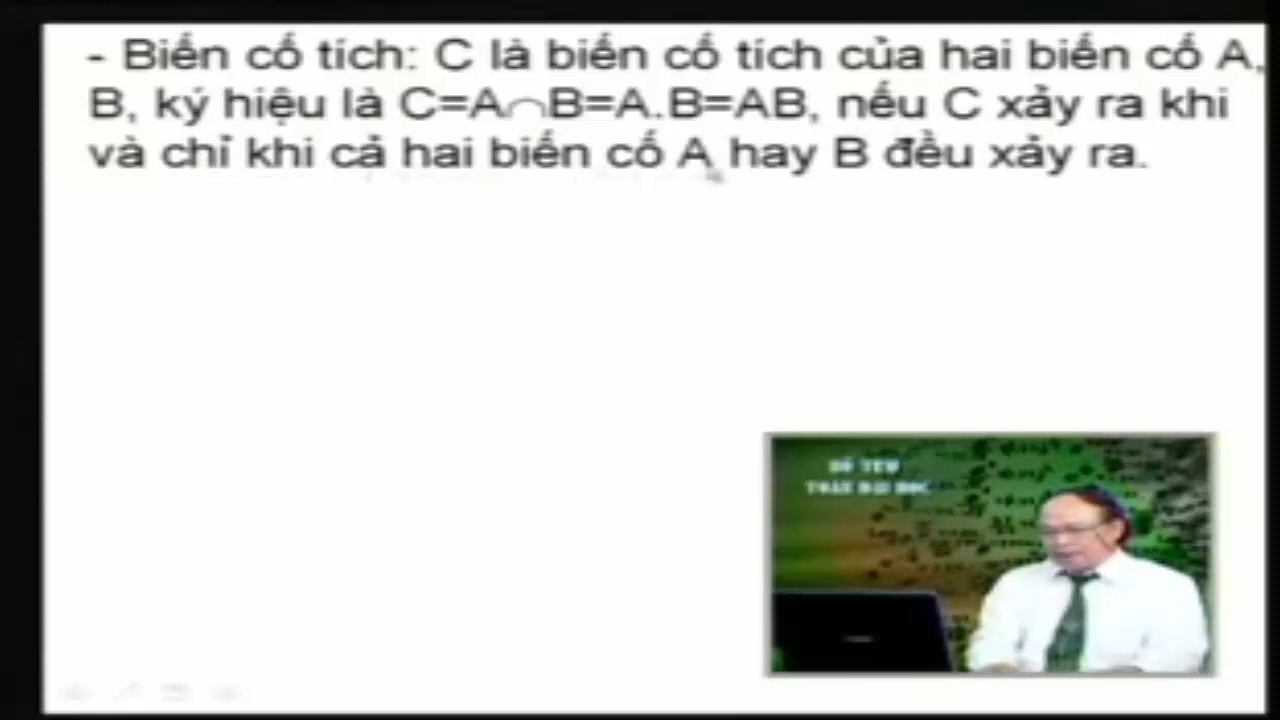 - Biến cố tích: C là biến cố tích của hai biến cố A,
B, ký hiệu là C=A∩B=A.B=AB, nếu C xảy ra khi
và chỉ khi cả hai biến cố A hay B đều xảy ra.